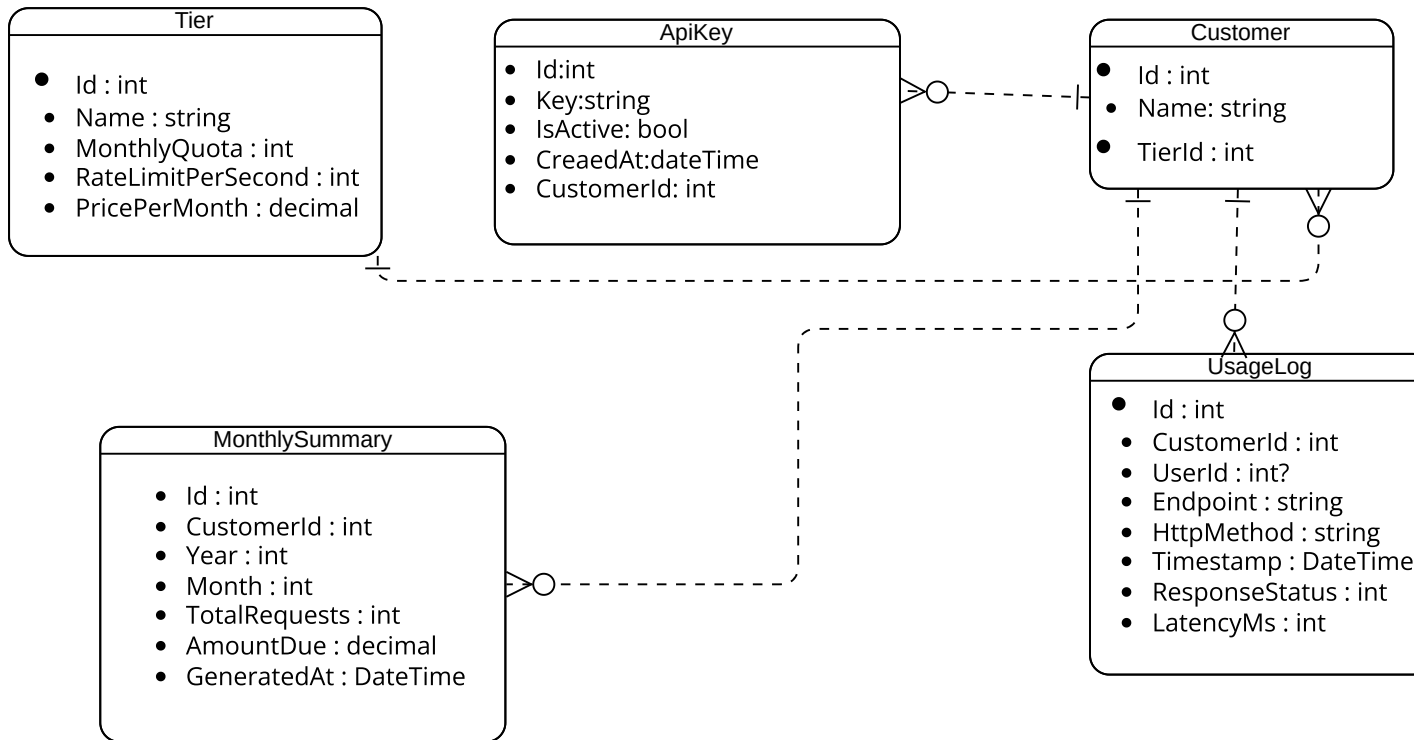 Tier
Id : int
Name : string
MonthlyQuota : int
RateLimitPerSecond : int
PricePerMonth : decimal
ApiKey
Id:int
Key:string
IsActive: bool
CreaedAt:dateTime
CustomerId: int
Customer
Id : int
Name: string
TierId : int
MonthlySummary
Id : int
CustomerId : int
Year : int
Month : int
TotalRequests : int
AmountDue : decimal
GeneratedAt : DateTime
UsageLog
Id : int
CustomerId : int
UserId : int?
Endpoint : string
HttpMethod : string
Timestamp : DateTime
ResponseStatus : int
LatencyMs : int